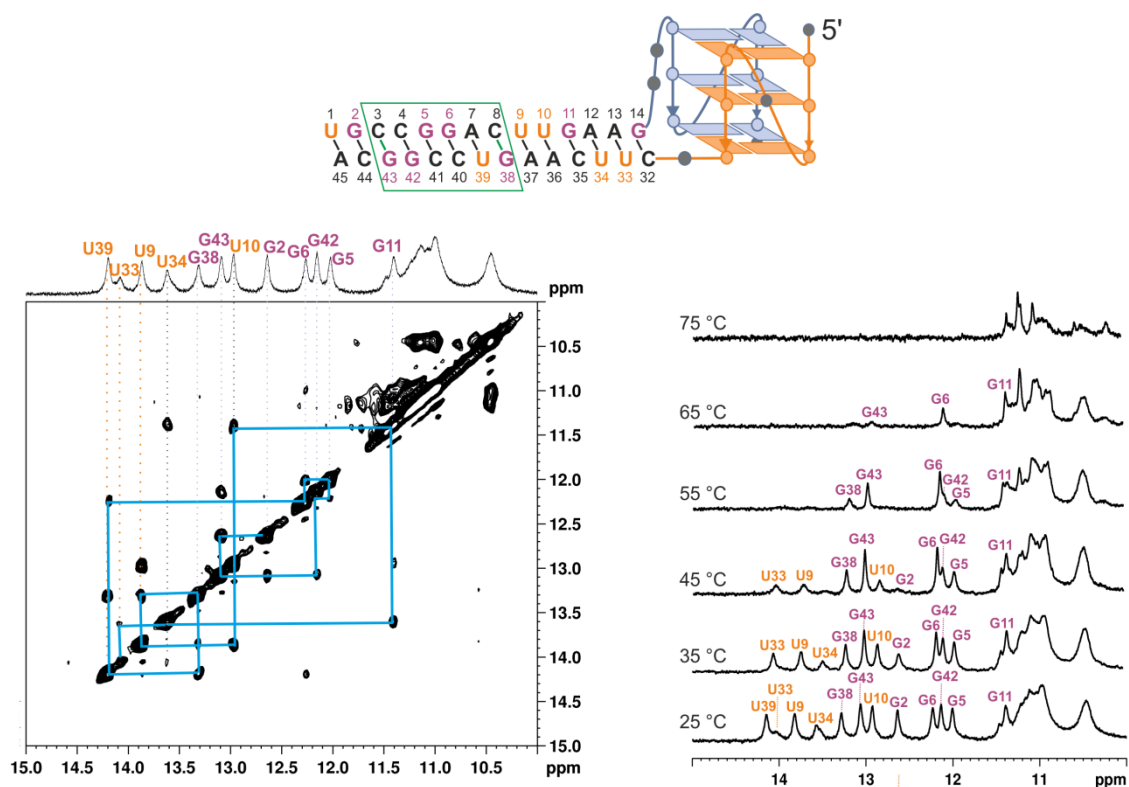 5'
1 2 3 4 5 6 7 8 9 10 11 12 13 14
U G C C G G A C U U G A A G
A C G G C C U G A A C U U C
45 44 43 42 41 40 39 38 37 36 35 34 33 32
U39 U33 U9 U34 G38 G43 U10 G2 G6 G42 G5 G11
ppm
10.5
11.0
11.5
12.0
12.5
13.0
13.5
14.0
14.5
15.0
15.0 14.5 14.0 13.5 13.0 12.5 12.0 11.5 11.0 10.5 ppm
75 °C
65 °C G43 G6 G11
55 °C G38 G43 G6 G42 G5 G11
45 °C U33 U9 G38 G43 U10 G2 G6 G42 G5 G11
35 °C U33 U9 U34 G38 G43 U10 G2 G6 G42 G5 G11
25 °C U39 U33 U9 U34 G38 G43 U10 G2 G6 G42 G5 G11
14 13 12 11 ppm